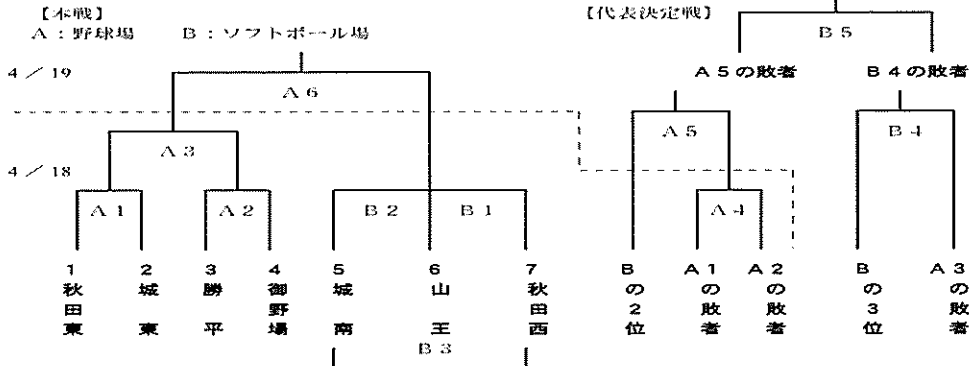 【本戦】
A:野球場 B:ソフトボール場
【代表決定戦】
B5
4/19
A5の敗者 B4の敗者
A6
A5
B4
A3
4/18
A1
A2
B2
B1
A4
1 秋田東
2 城東
3 勝平
4 御野場
5 城南
6 山王
7 秋田西
Bの2位
A1の敗者
A2の敗者
Bの3位
A3の敗者
B3